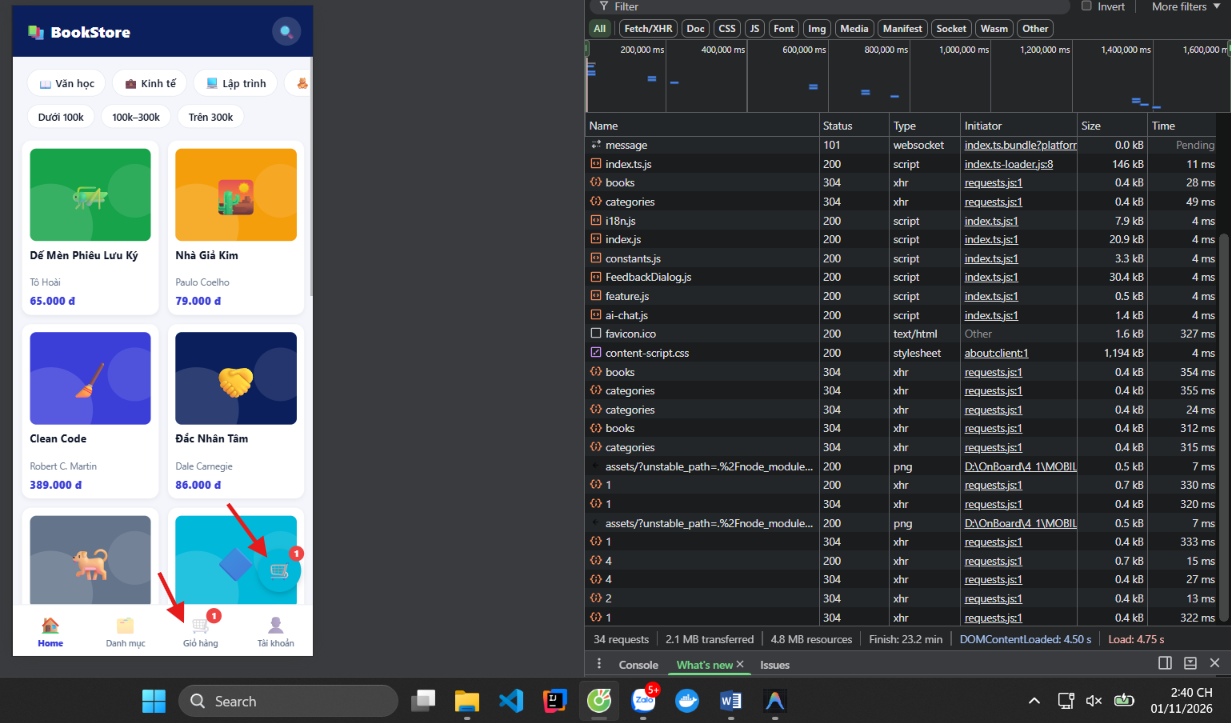 BookStore
Văn học
Kinh tế
Lập trình
Dưới 100k
100k–300k
Trên 300k
Dế Mèn Phiêu Lưu Ký
Tô Hoài
65.000 đ
Nhà Giả Kim
Paulo Coelho
79.000 đ
Clean Code
Robert C. Martin
389.000 đ
Đắc Nhân Tâm
Dale Carnegie
86.000 đ
1
Home
Danh mục
1
Giỏ hàng
Tài khoản
Filter
Invert
More filters
All Fetch/XHR Doc CSS JS Font Img Media Manifest Socket Wasm Other
200,000 ms 400,000 ms 600,000 ms 800,000 ms 1,000,000 ms 1,200,000 ms 1,400,000 ms 1,600,000 m
Name Status Type Initiator Size Time
message 101 websocket index.ts.bundle?platform 0.0 kB Pending
index.ts.js 200 script index.ts-loader.js:8 146 kB 11 ms
books 304 xhr requests.js:1 0.4 kB 28 ms
categories 304 xhr requests.js:1 0.4 kB 49 ms
i18n.js 200 script index.ts.js:1 7.9 kB 4 ms
index.js 200 script index.ts.js:1 20.9 kB 4 ms
constants.js 200 script index.ts.js:1 3.3 kB 4 ms
FeedbackDialog.js 200 script index.ts.js:1 30.4 kB 4 ms
feature.js 200 script index.ts.js:1 0.5 kB 4 ms
ai-chat.js 200 script index.ts.js:1 1.4 kB 4 ms
favicon.ico 200 text/html Other 1.6 kB 327 ms
content-script.css 200 stylesheet about:client:1 1,194 kB 4 ms
books 304 xhr requests.js:1 0.4 kB 354 ms
categories 304 xhr requests.js:1 0.4 kB 355 ms
categories 304 xhr requests.js:1 0.4 kB 24 ms
books 304 xhr requests.js:1 0.4 kB 312 ms
categories 304 xhr requests.js:1 0.4 kB 315 ms
assets/?unstable_path=.%2Fnode_module... 200 png D:\OnBoard\4_1\MOBIL 0.5 kB 7 ms
1 200 xhr requests.js:1 0.7 kB 330 ms
1 304 xhr requests.js:1 0.4 kB 320 ms
assets/?unstable_path=.%2Fnode_module... 200 png D:\OnBoard\4_1\MOBIL 0.5 kB 7 ms
1 304 xhr requests.js:1 0.4 kB 333 ms
4 200 xhr requests.js:1 0.7 kB 15 ms
4 304 xhr requests.js:1 0.4 kB 27 ms
2 304 xhr requests.js:1 0.4 kB 13 ms
1 304 xhr requests.js:1 0.4 kB 322 ms
34 requests 2.1 MB transferred 4.8 MB resources Finish: 23.2 min DOMContentLoaded: 4.50 s Load: 4.75 s
Console What's new Issues
Search
Zalo
5+
2:40 CH
01/11/2026